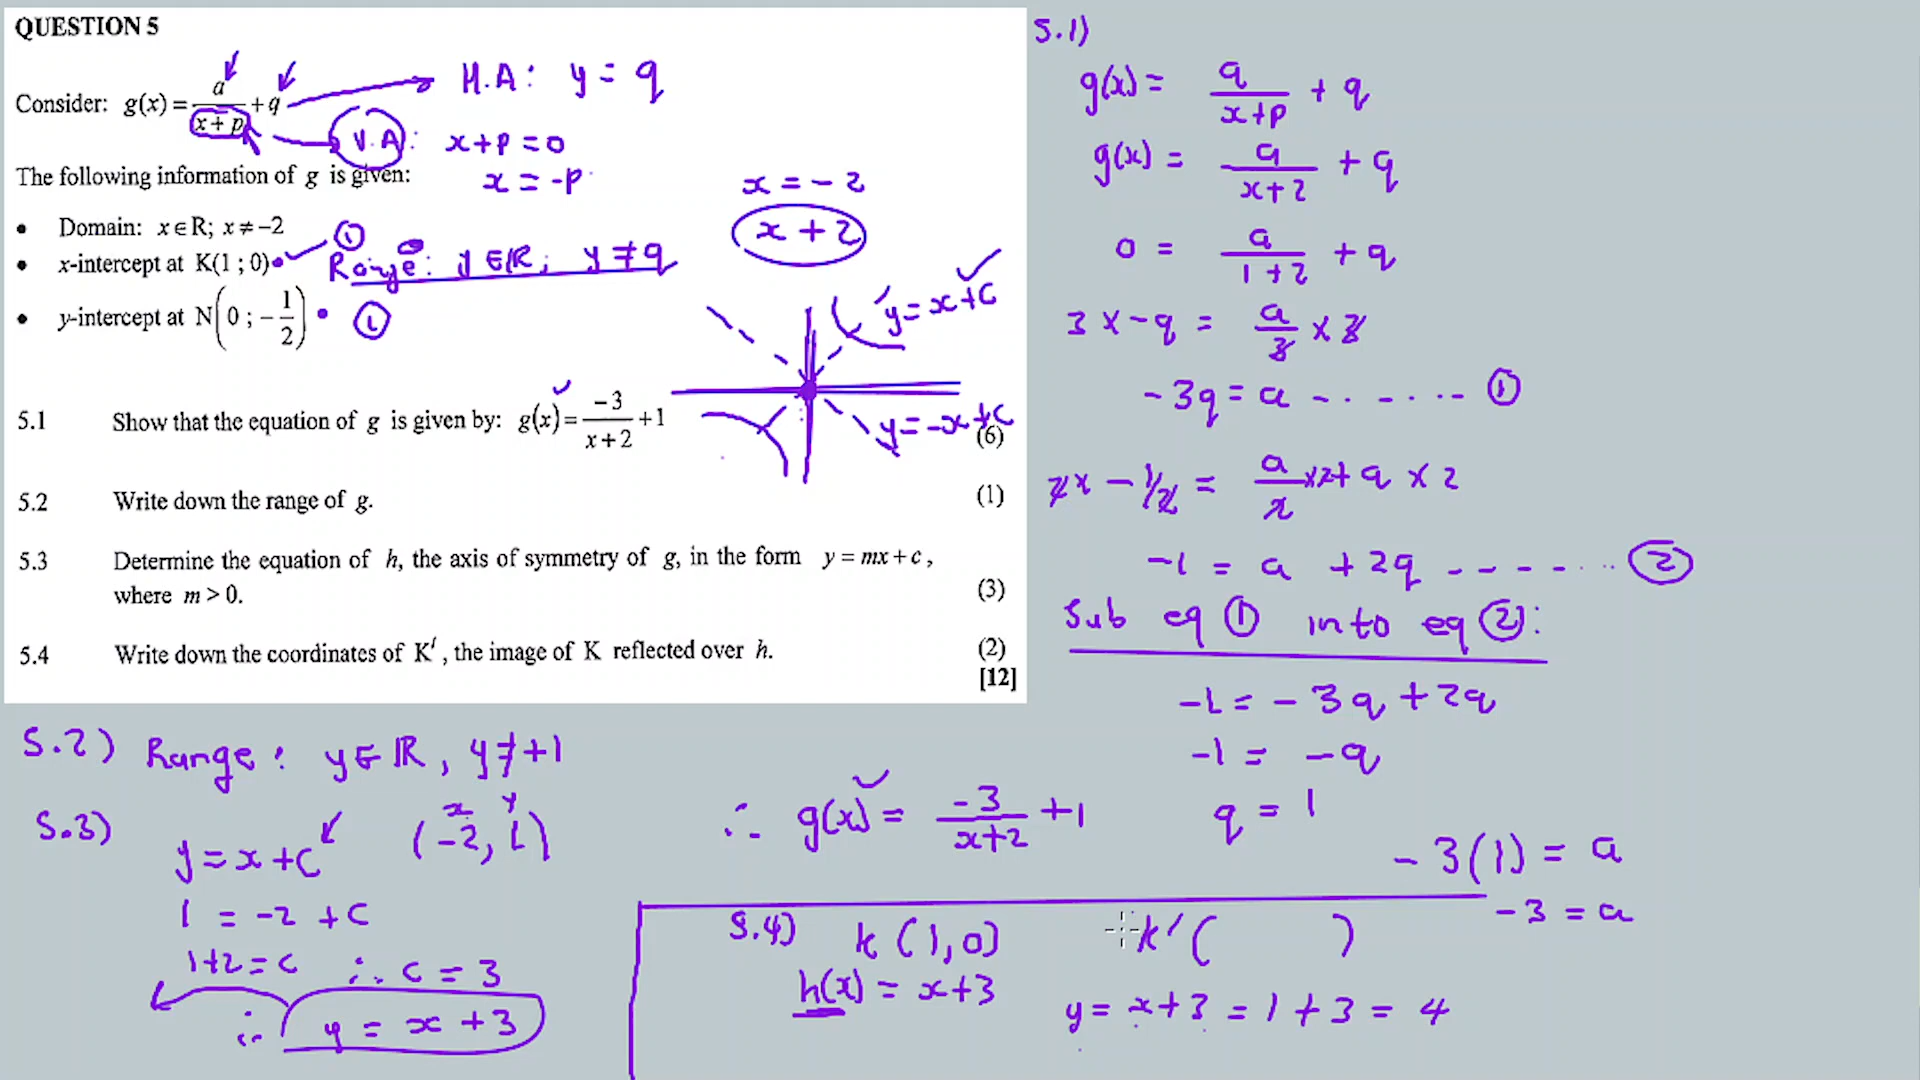 QUESTION 5
Consider: g(x) = a/(x + p) + q
H.A: y = q
V.A: x + p = 0
x = -p
The following information of g is given:
• Domain: x ∈ R; x ≠ −2
• x-intercept at K(1 ; 0)
• y-intercept at N(0 ; −1/2)
①
Range: y ∈ ℝ; y ≠ q
①
x = - 2
x + 2
y = x + c
y = -x + c
5.1 Show that the equation of g is given by: g(x) = −3/(x + 2) + 1 (6)
5.2 Write down the range of g. (1)
5.3 Determine the equation of h, the axis of symmetry of g, in the form y = mx + c,
where m > 0. (3)
5.4 Write down the coordinates of K′, the image of K reflected over h. (2)
[12]
5.1)
g(x) = a/(x+p) + q
g(x) = a/(x+2) + q
0 = a/(1+2) + q
3 x -q = a/3 x 3
-3q = a - - - - - ①
2 x -1/2 = a/2 x2 + q x 2
-1 = a + 2q - - - - - - ②
Sub eq ① into eq ②:
-1 = - 3q + 2q
-1 = -q
q = 1
-3(1) = a
-3 = a
∴ g(x) = -3/(x+2) + 1
5.2) Range: y ∈ ℝ, y ≠ +1
5.3)
x y
y = x + c (-2, 1)
1 = -2 + c
1+2 = c ∴ c = 3
∴ y = x + 3
5.4) k (1, 0) k' ( )
h(x) = x+3
y = x+3 = 1+3 = 4